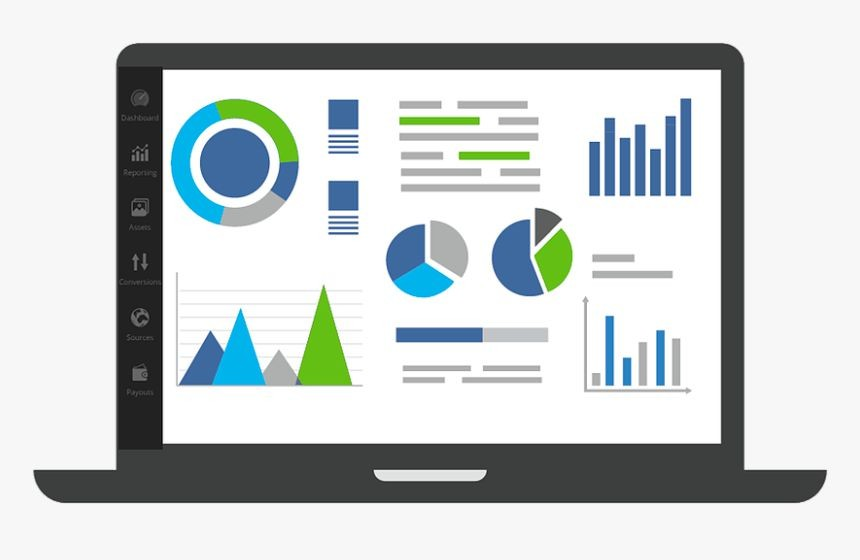 Dashboard
Reporsing
Assets
Conversions
Sources
Payouts